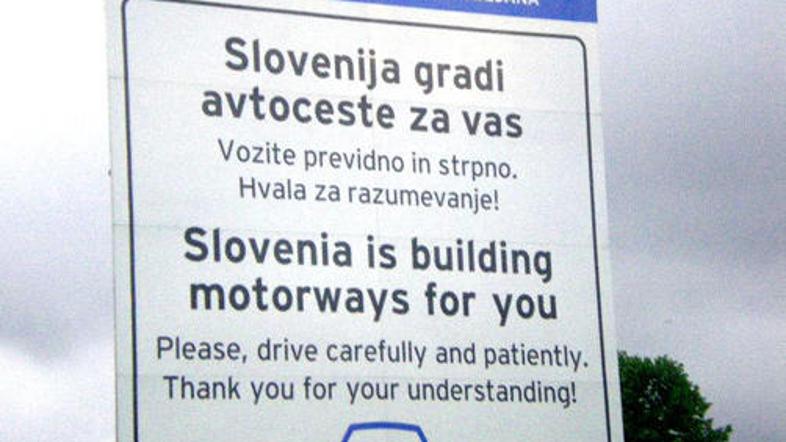 Slovenija gradi
avtoceste za vas
Vozite previdno in strpno.
Hvala za razumevanje!
Slovenia is building
motorways for you
Please, drive carefully and patiently.
Thank you for your understanding!